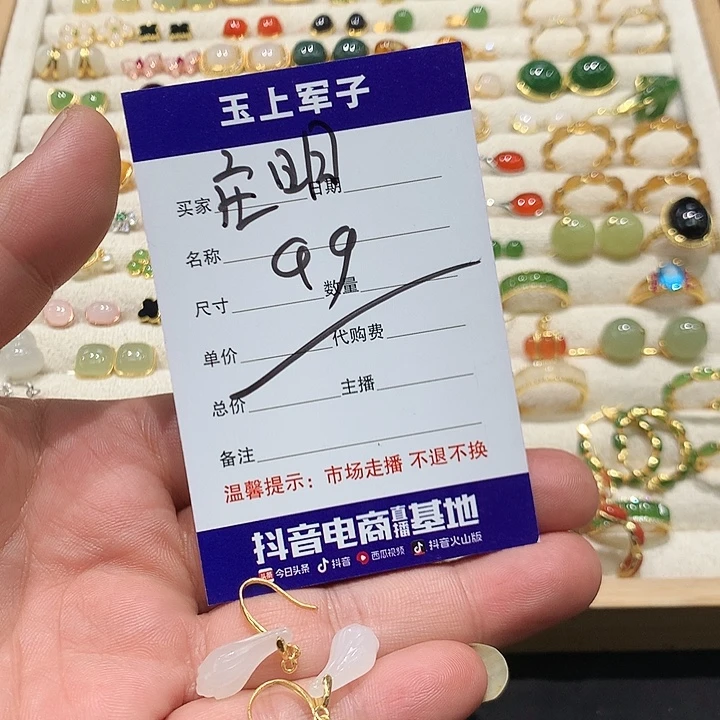 玉上军子
买家 庄明 日期
名称 99
尺寸 数量
单价 代购费
总价 主播
备注
温馨提示：市场走播 不退不换
抖音电商直播基地
今日头条 抖音 西瓜视频 抖音火山版